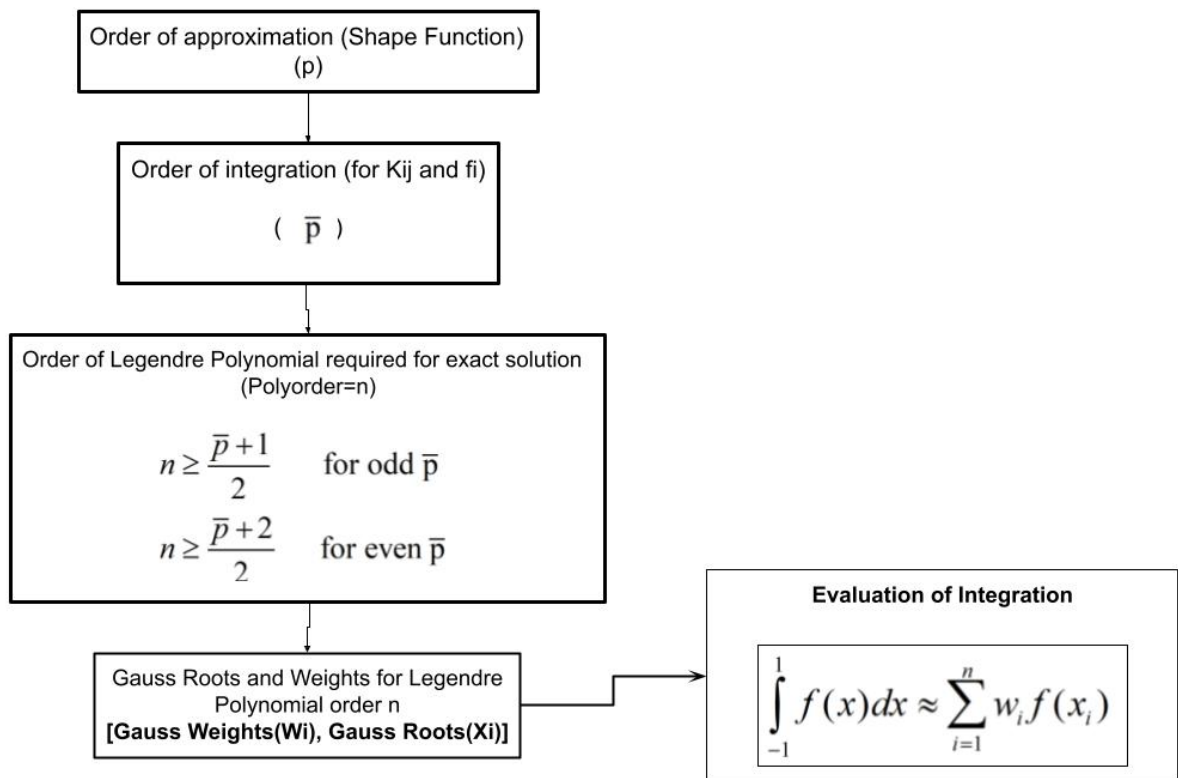 Order of approximation (Shape Function)
(p)
Order of integration (for Kij and fi)
( p̅ )
Order of Legendre Polynomial required for exact solution
(Polyorder=n)
n ≥ (p̅+1)/2 for odd p̅
n ≥ (p̅+2)/2 for even p̅
Gauss Roots and Weights for Legendre
Polynomial order n
[Gauss Weights(Wi), Gauss Roots(Xi)]
Evaluation of Integration
∫₋₁¹ f(x)dx ≈ ∑ᵢ₌₁ⁿ wᵢf(xᵢ)